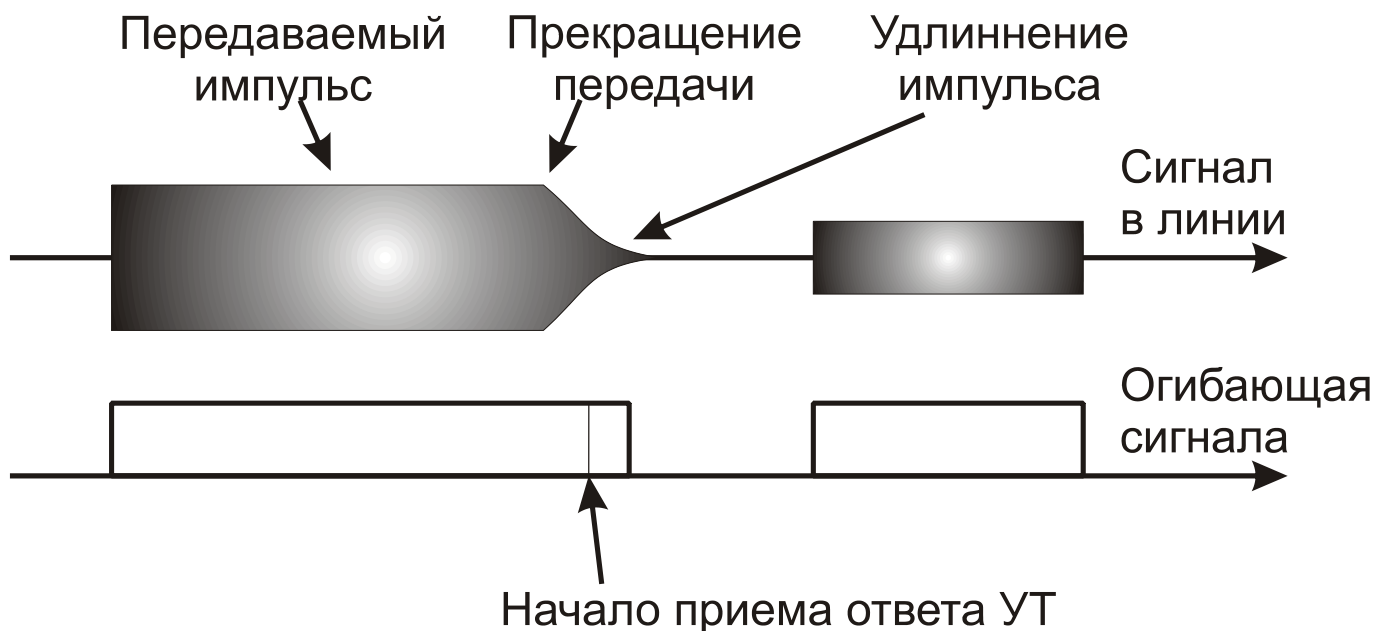 Передаваемый
импульс
Прекращение
передачи
Удлиннение
импульса
Сигнал
в линии
Огибающая
сигнала
Начало приема ответа УТ